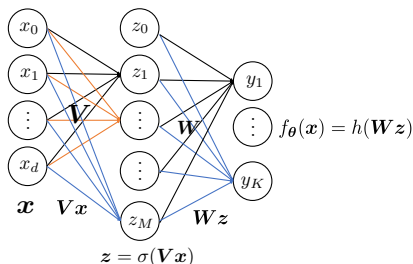 x_0 z_0
x_1 z_1 y_1
⋮ V ⋮ W ⋮ f_θ(x) = h(Wz)
x_d ⋮ y_K
x Vx z_M Wz
z = σ(Vx)